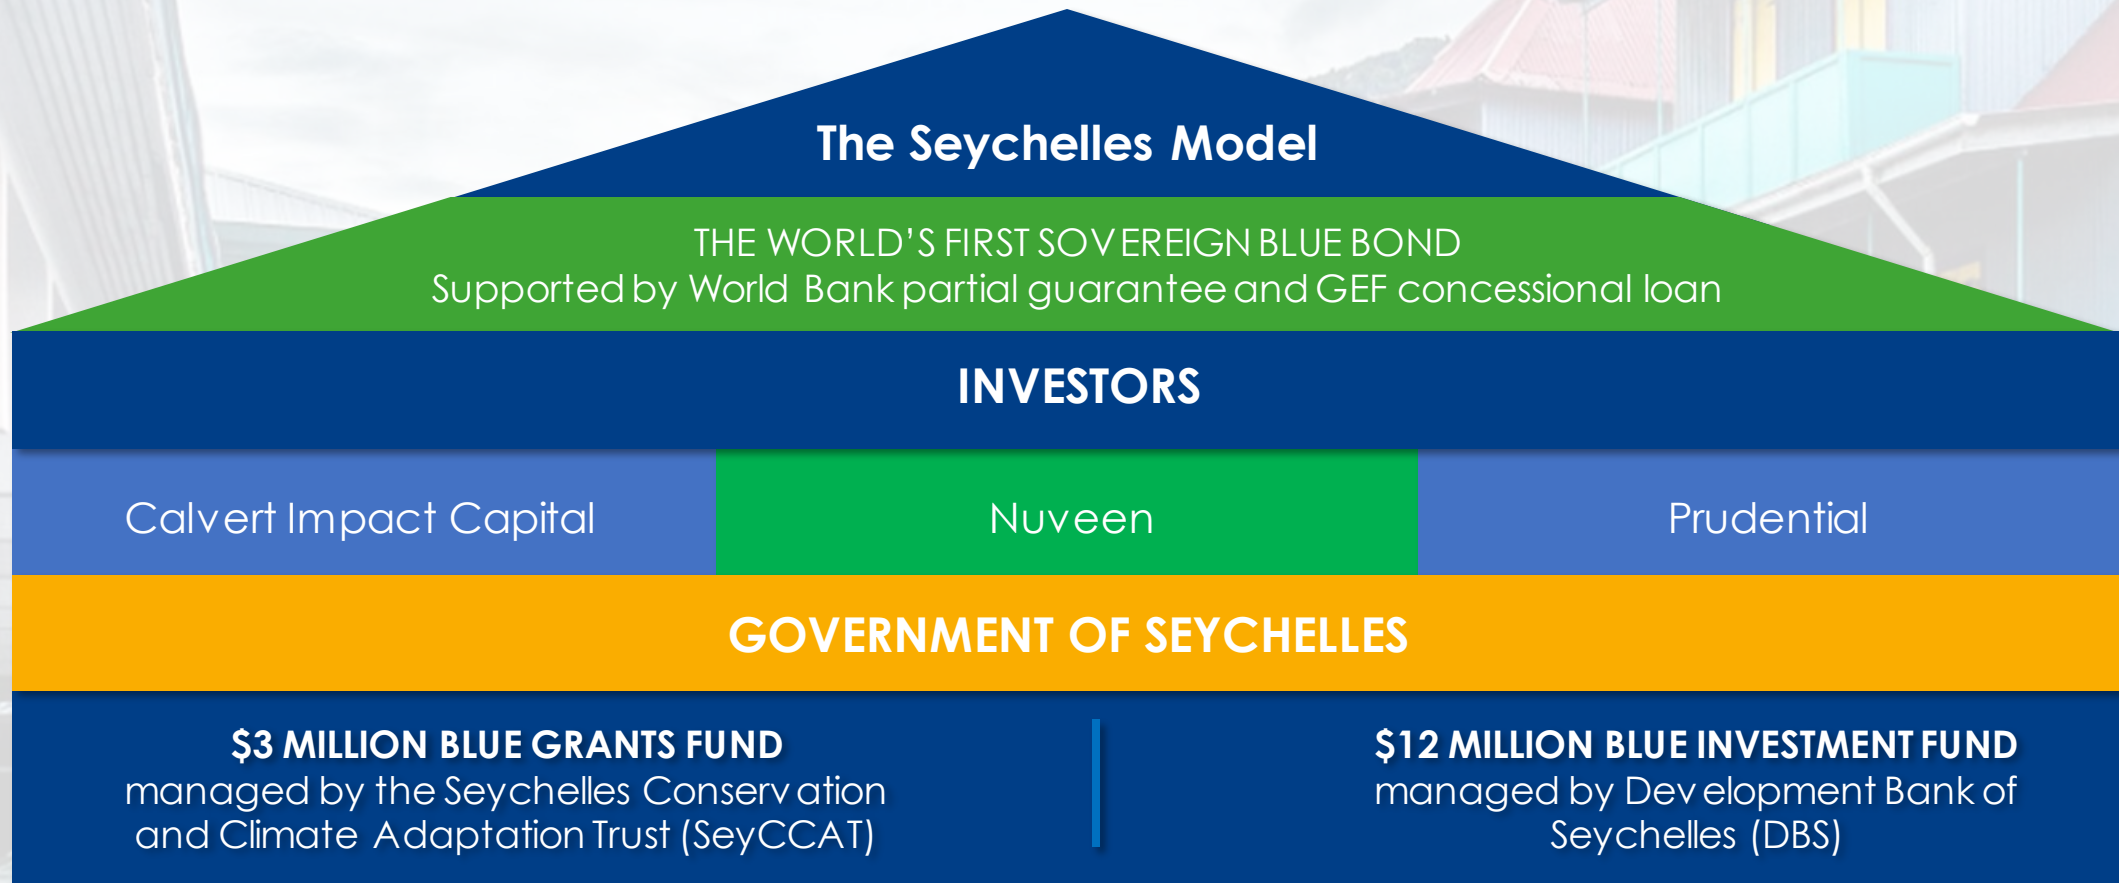 The Seychelles Model
THE WORLD’S FIRST SOVEREIGN BLUE BOND
Supported by World Bank partial guarantee and GEF concessional loan
INVESTORS
Calvert Impact Capital
Nuveen
Prudential
GOVERNMENT OF SEYCHELLES
$3 MILLION BLUE GRANTS FUND
managed by the Seychelles Conservation
and Climate Adaptation Trust (SeyCCAT)
$12 MILLION BLUE INVESTMENT FUND
managed by Development Bank of
Seychelles (DBS)